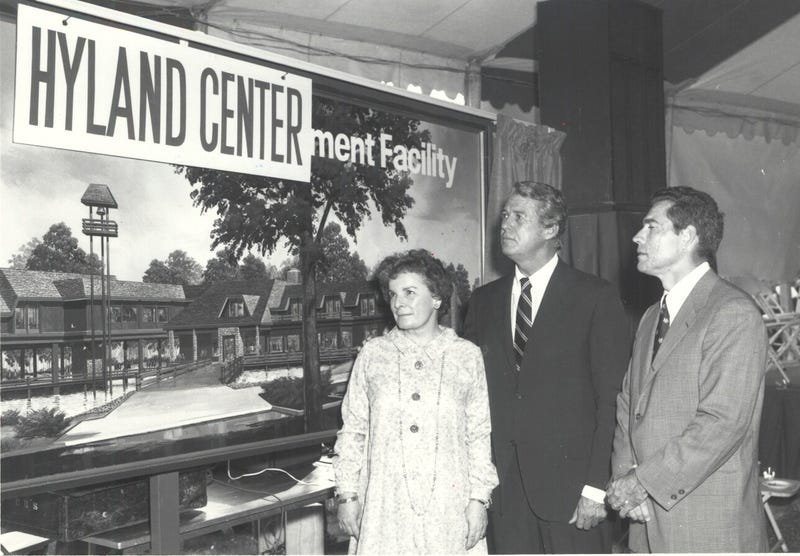 HYLAND CENTER
ment Facility